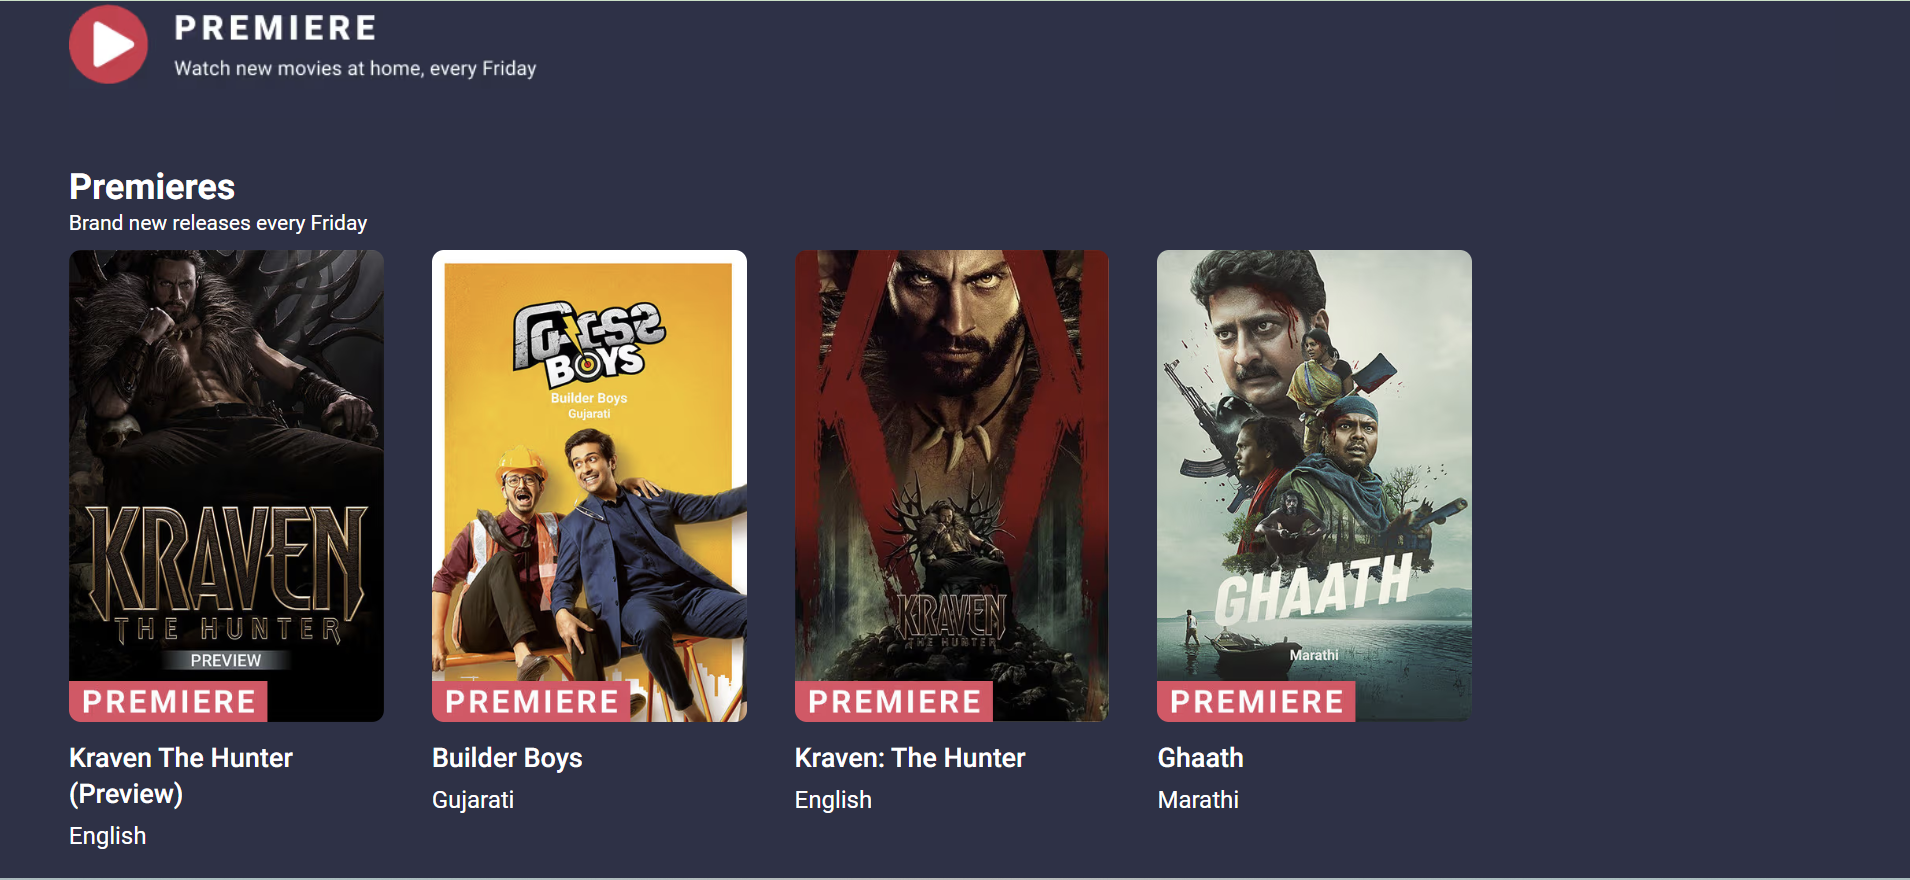 PREMIERE
Watch new movies at home, every Friday
Premieres
Brand new releases every Friday
KRAVEN
THE HUNTER
PREVIEW
PREMIERE
Kraven The Hunter
(Preview)
English
બિલ્ડર
BOYS
Builder Boys
Gujarati
PREMIERE
Builder Boys
Gujarati
KRAVEN
THE HUNTER
PREMIERE
Kraven: The Hunter
English
GHAATH
Marathi
PREMIERE
Ghaath
Marathi